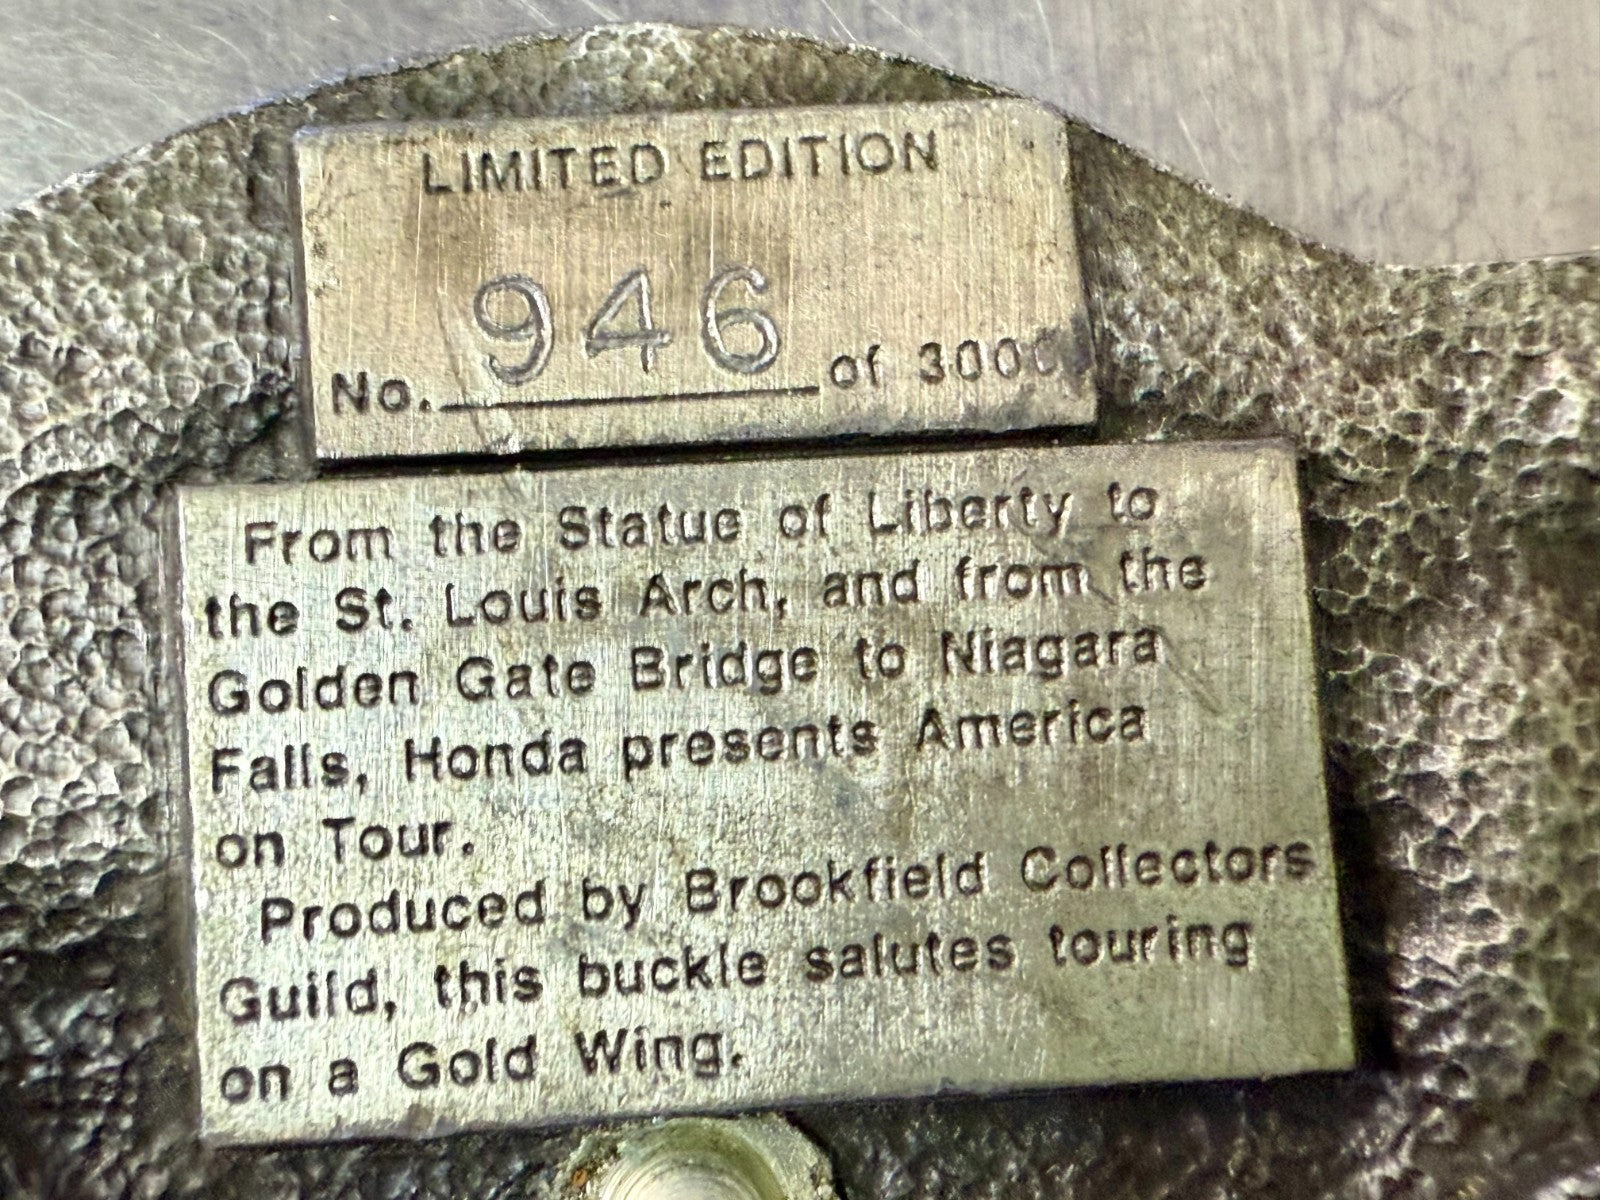 LIMITED EDITION
No. 946 of 3000
From the Statue of Liberty to
the St. Louis Arch, and from the
Golden Gate Bridge to Niagara
Falls, Honda presents America
on Tour.
Produced by Brookfield Collectors
Guild, this buckle salutes touring
on a Gold Wing.